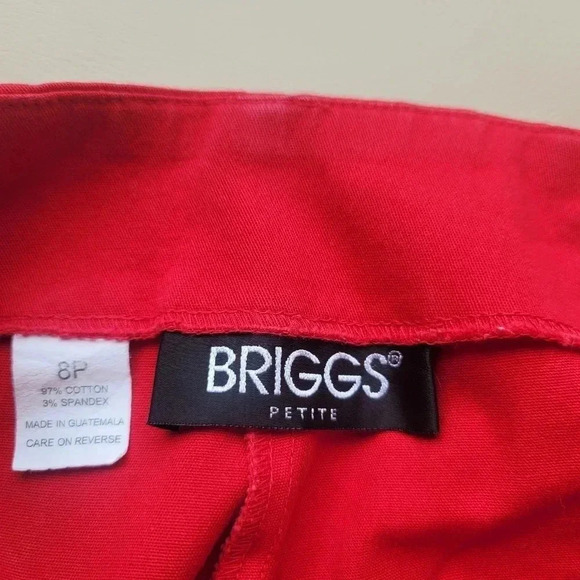 8P
97% COTTON
3% SPANDEX
MADE IN GUATEMALA
CARE ON REVERSE
BRIGGS®
PETITE